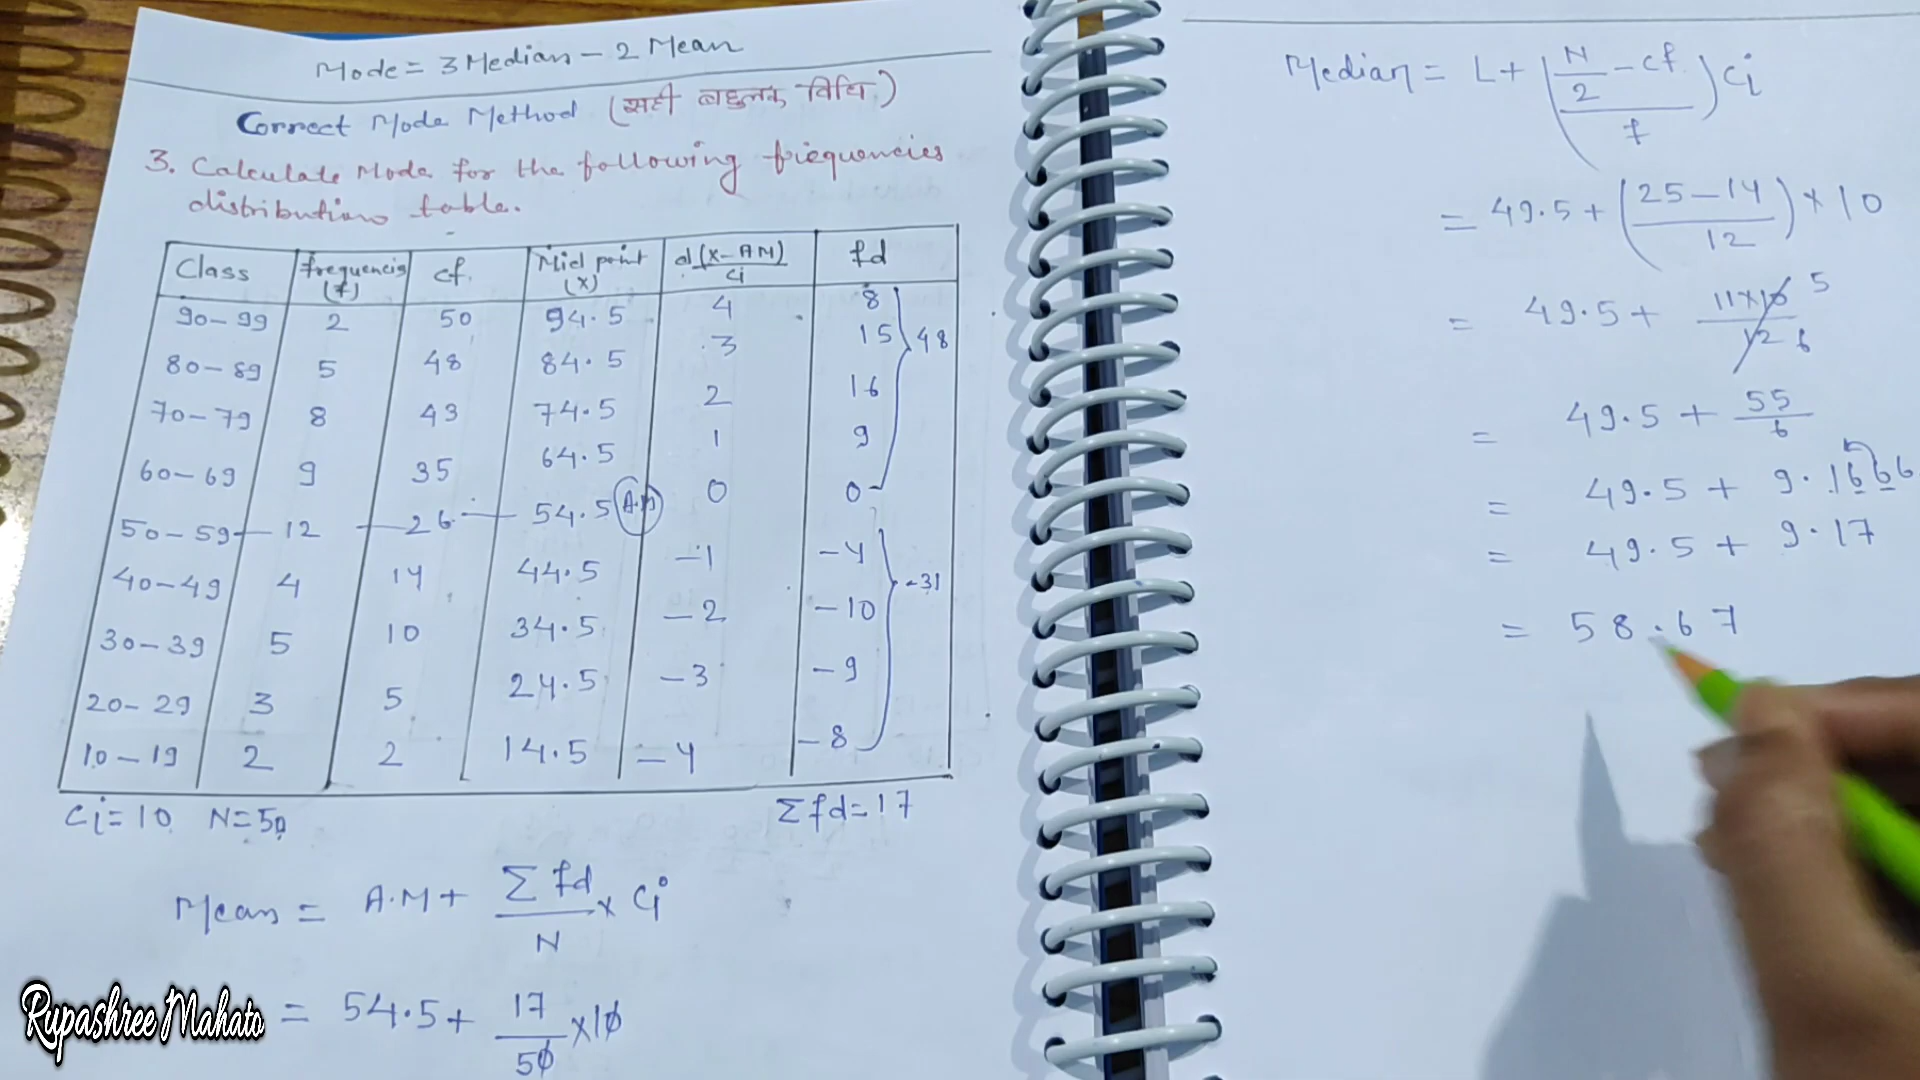 Mode = 3 Median - 2 Mean
Correct Mode Method (सही बहुलक विधि)
3. Calculate Mode for the following frequencies
distributions table.
Class frequencies (f) cf. Mid point (x) d (x-AM)/ci fd
90-99 2 50 94.5 4 8
80-89 5 48 84.5 3 15 48
70-79 8 43 74.5 2 16
60-69 9 35 64.5 1 9
50-59 12 26 54.5 A.M 0 0
40-49 4 14 44.5 -1 -4
30-39 5 10 34.5 -2 -10 -31
20-29 3 5 24.5 -3 -9
10-19 2 2 14.5 -4 -8
Ci=10 N=50 Σfd=17
Mean = A.M + Σfd/N × Ci
= 54.5 + 17/50 × 10
Median = L + (N/2 - cf / f) Ci
= 49.5 + (25-14 / 12) × 10
= 49.5 + 11×10 5 / 12 6
= 49.5 + 55/6
= 49.5 + 9.1666
= 49.5 + 9.17
= 58.67
Rupashree Mahato